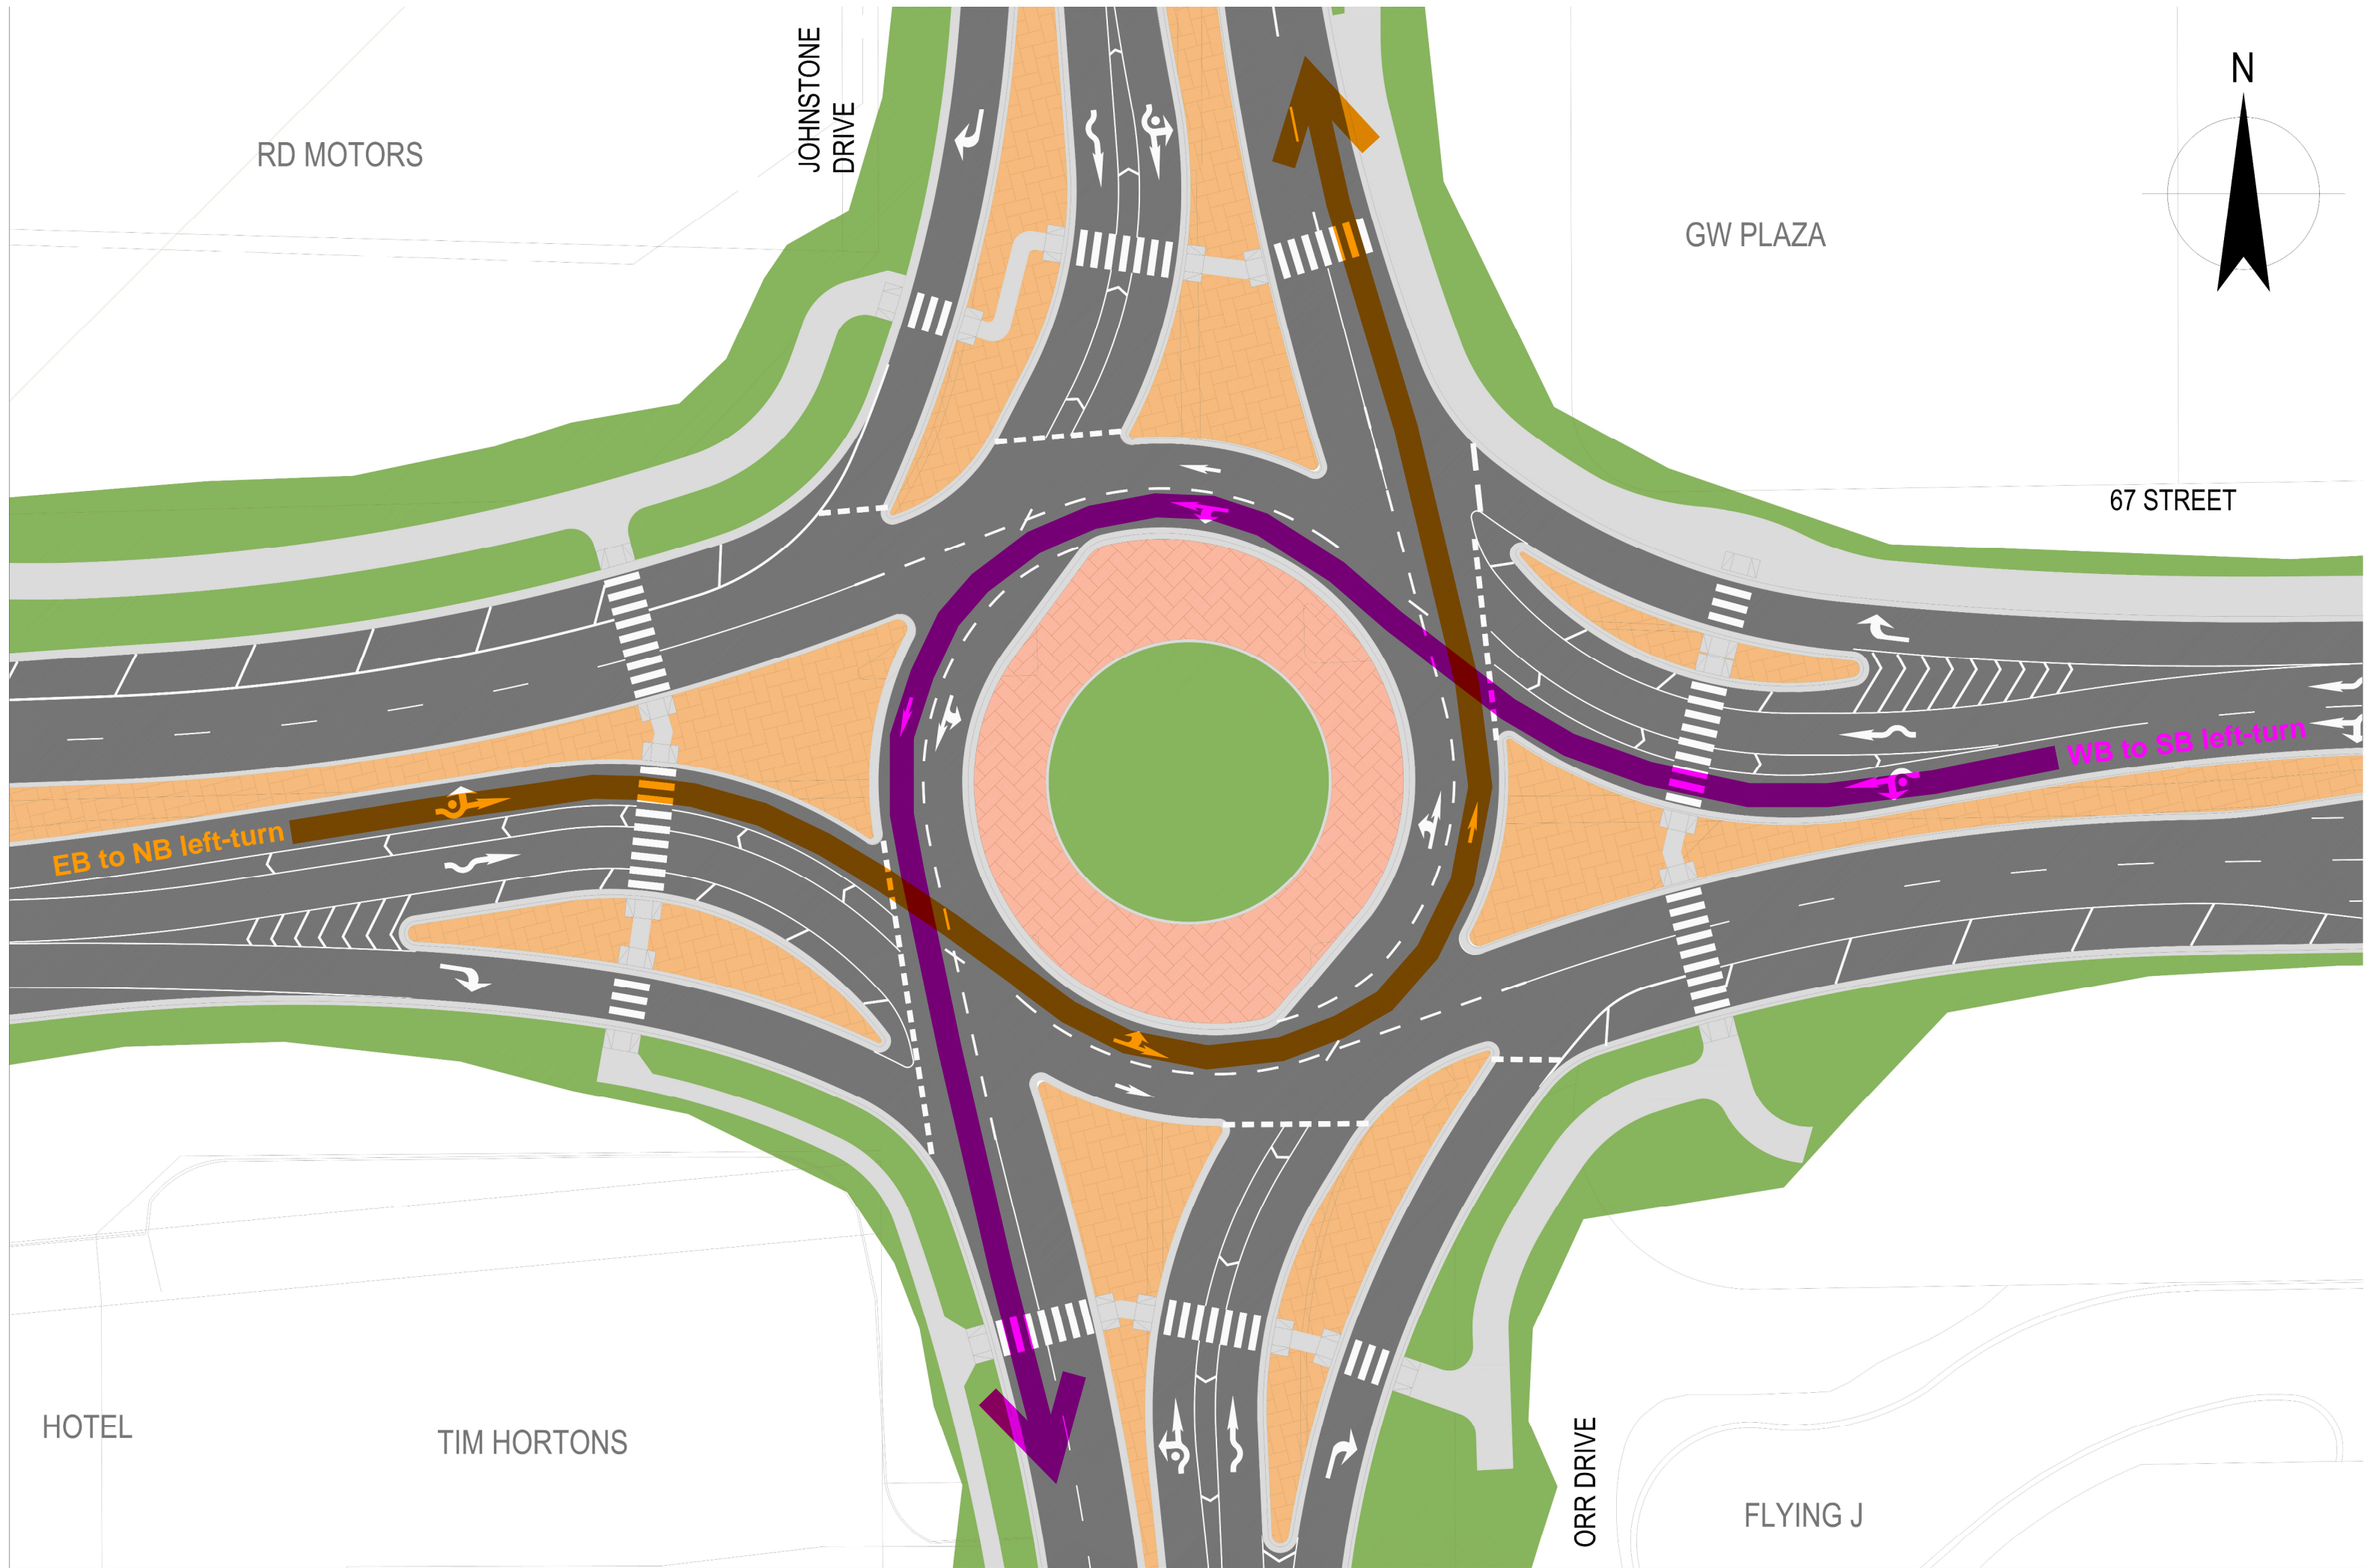 JOHNSTONE
DRIVE
N
RD MOTORS
GW PLAZA
67 STREET
WB to SB left-turn
EB to NB left-turn
HOTEL
TIM HORTONS
ORR DRIVE
FLYING J